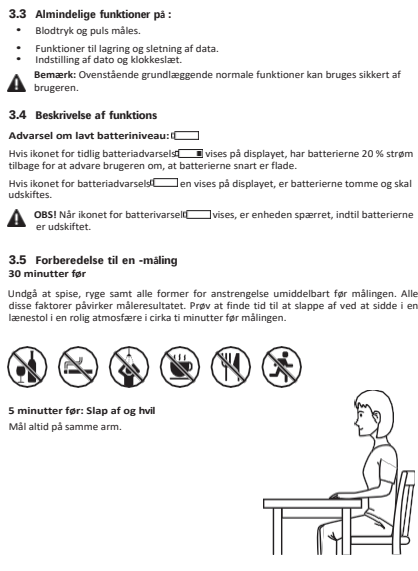 3.3 Almindelige funktioner på :
• Blodtryk og puls måles.
• Funktioner til lagring og sletning af data.
• Indstilling af dato og klokkeslæt.
Bemærk: Ovenstående grundlæggende normale funktioner kan bruges sikkert af
brugeren.
3.4 Beskrivelse af funktions
Advarsel om lavt batteriniveau:
Hvis ikonet for tidlig batteriadvarsels vises på displayet, har batterierne 20 % strøm
tilbage for at advare brugeren om, at batterierne snart er flade.
Hvis ikonet for batteriadvarsels en vises på displayet, er batterierne tomme og skal
udskiftes.
OBS! Når ikonet for batterivarsel vises, er enheden spærret, indtil batterierne
er udskiftet.
3.5 Forberedelse til en -måling
30 minutter før
Undgå at spise, ryge samt alle former for anstrengelse umiddelbart før målingen. Alle
disse faktorer påvirker måleresultatet. Prøv at finde tid til at slappe af ved at sidde i en
lænestol i en rolig atmosfære i cirka ti minutter før målingen.
5 minutter før: Slap af og hvil
Mål altid på samme arm.